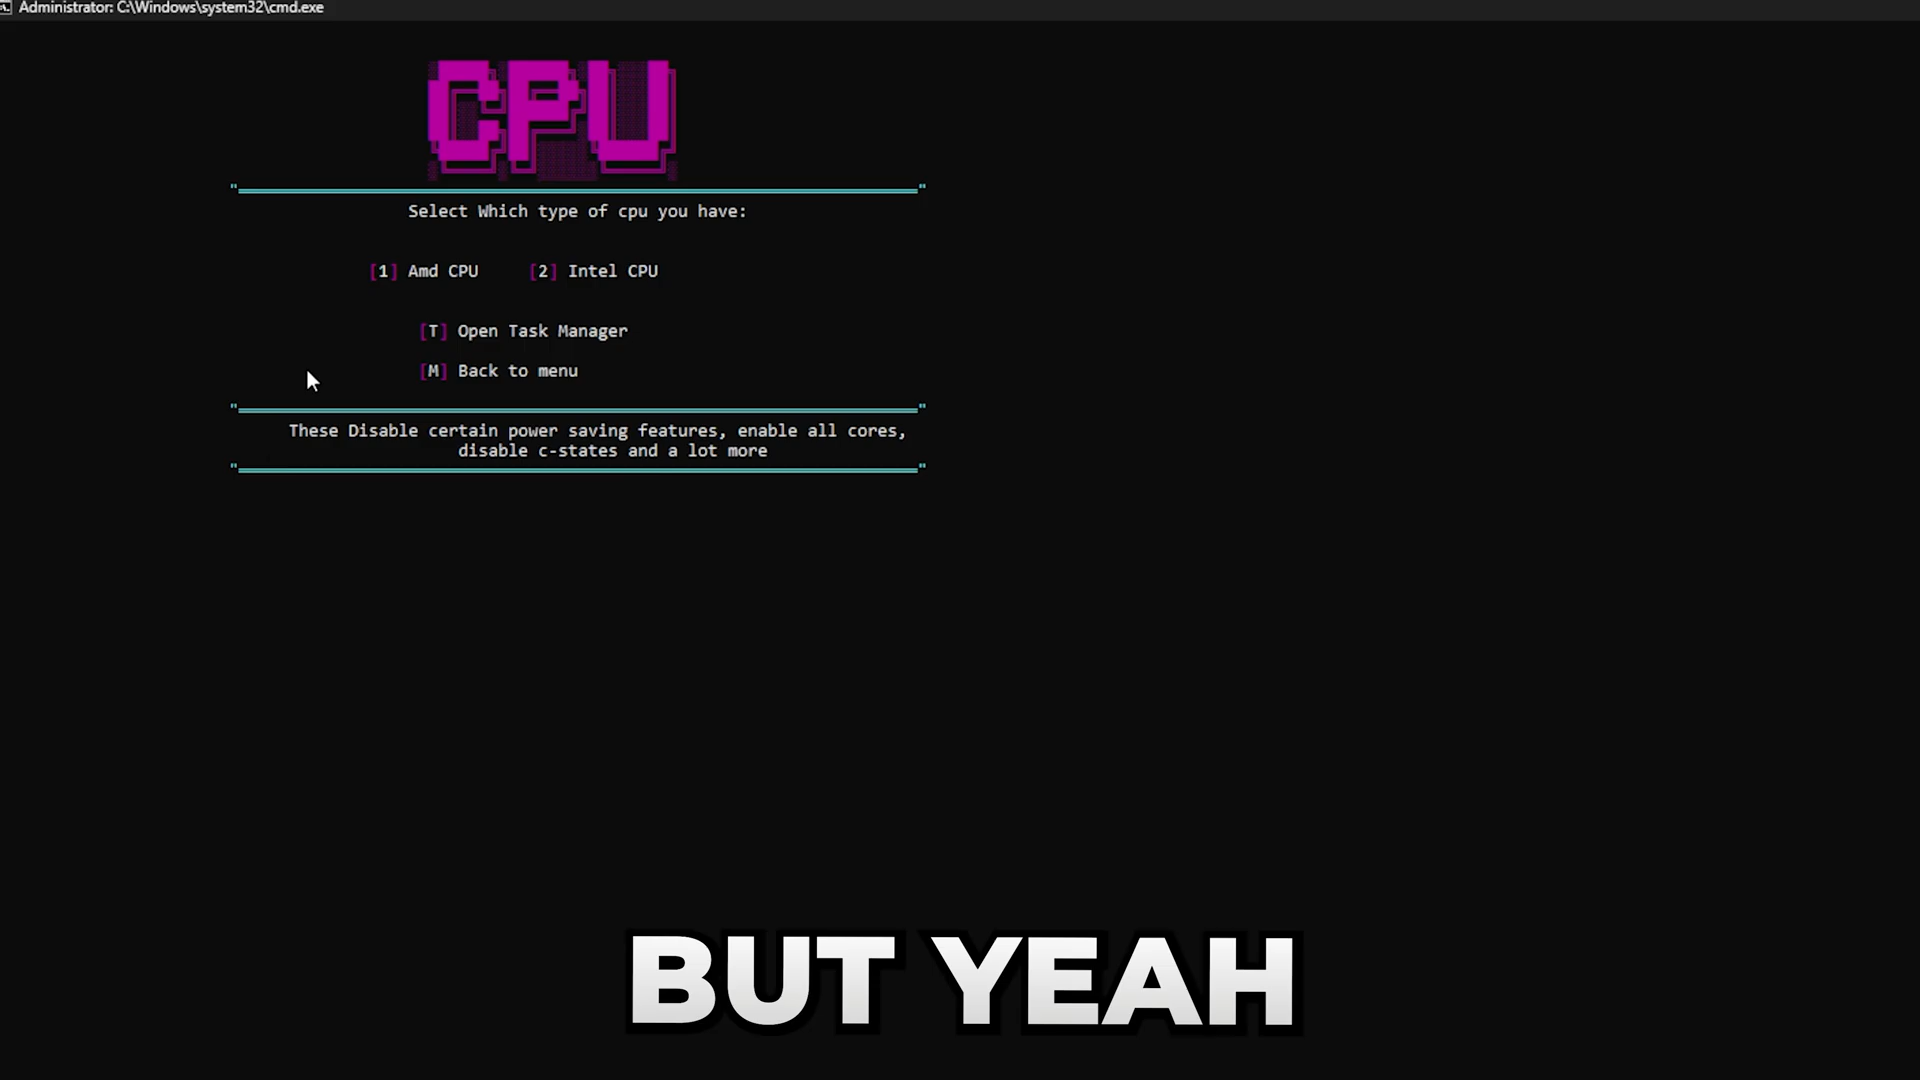 Administrator: C:\Windows\system32\cmd.exe
CPU
Select Which type of cpu you have:
[1] Amd CPU [2] Intel CPU
[T] Open Task Manager
[M] Back to menu
These Disable certain power saving features, enable all cores,
disable c-states and a lot more
BUT YEAH